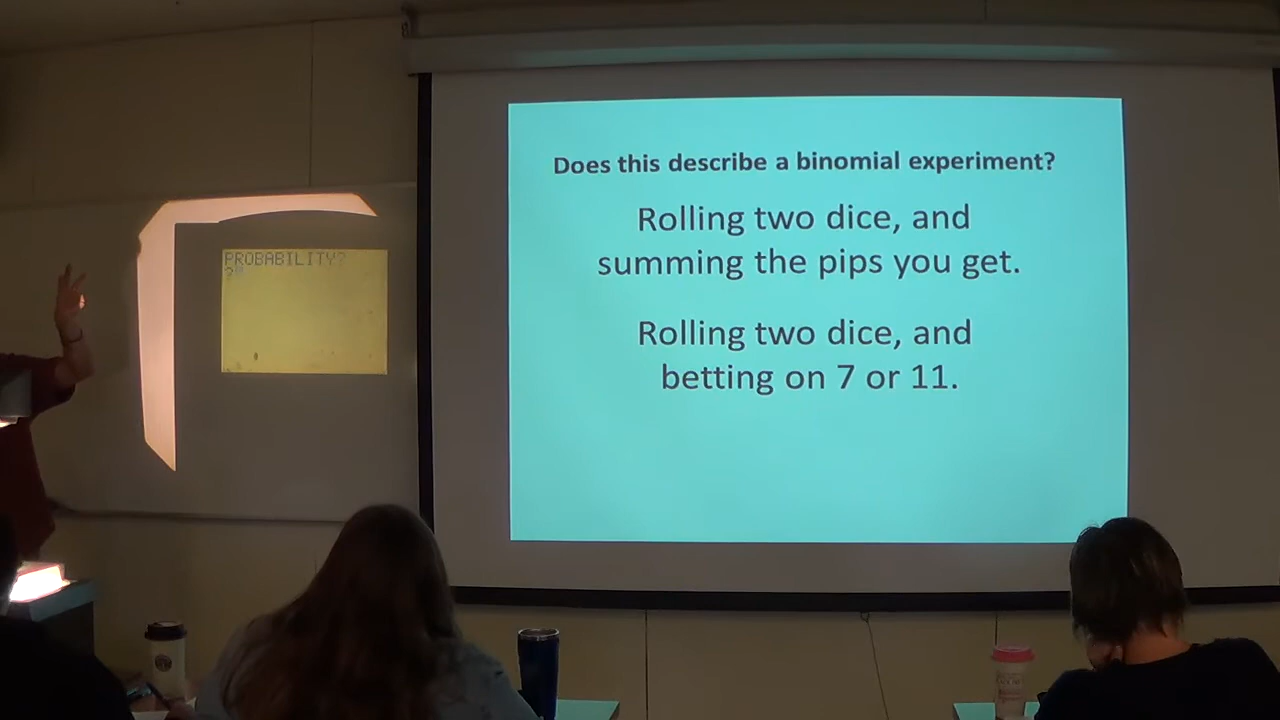 PROBABILITY?
?
Does this describe a binomial experiment?
Rolling two dice, and
summing the pips you get.
Rolling two dice, and
betting on 7 or 11.